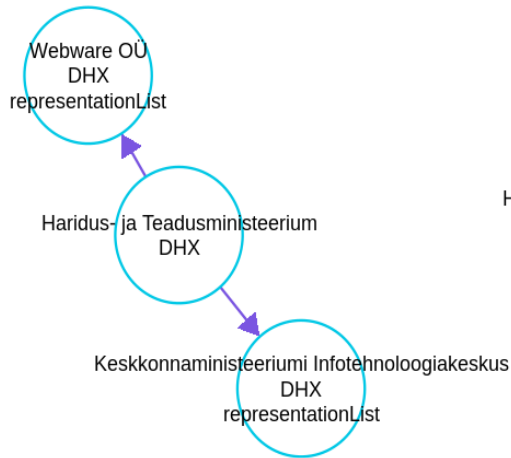 Webware OÜ
DHX
representationList
Haridus- ja Teadusministeerium
DHX
H
Keskkonnaministeeriumi Infotehnoloogiakeskus
DHX
representationList